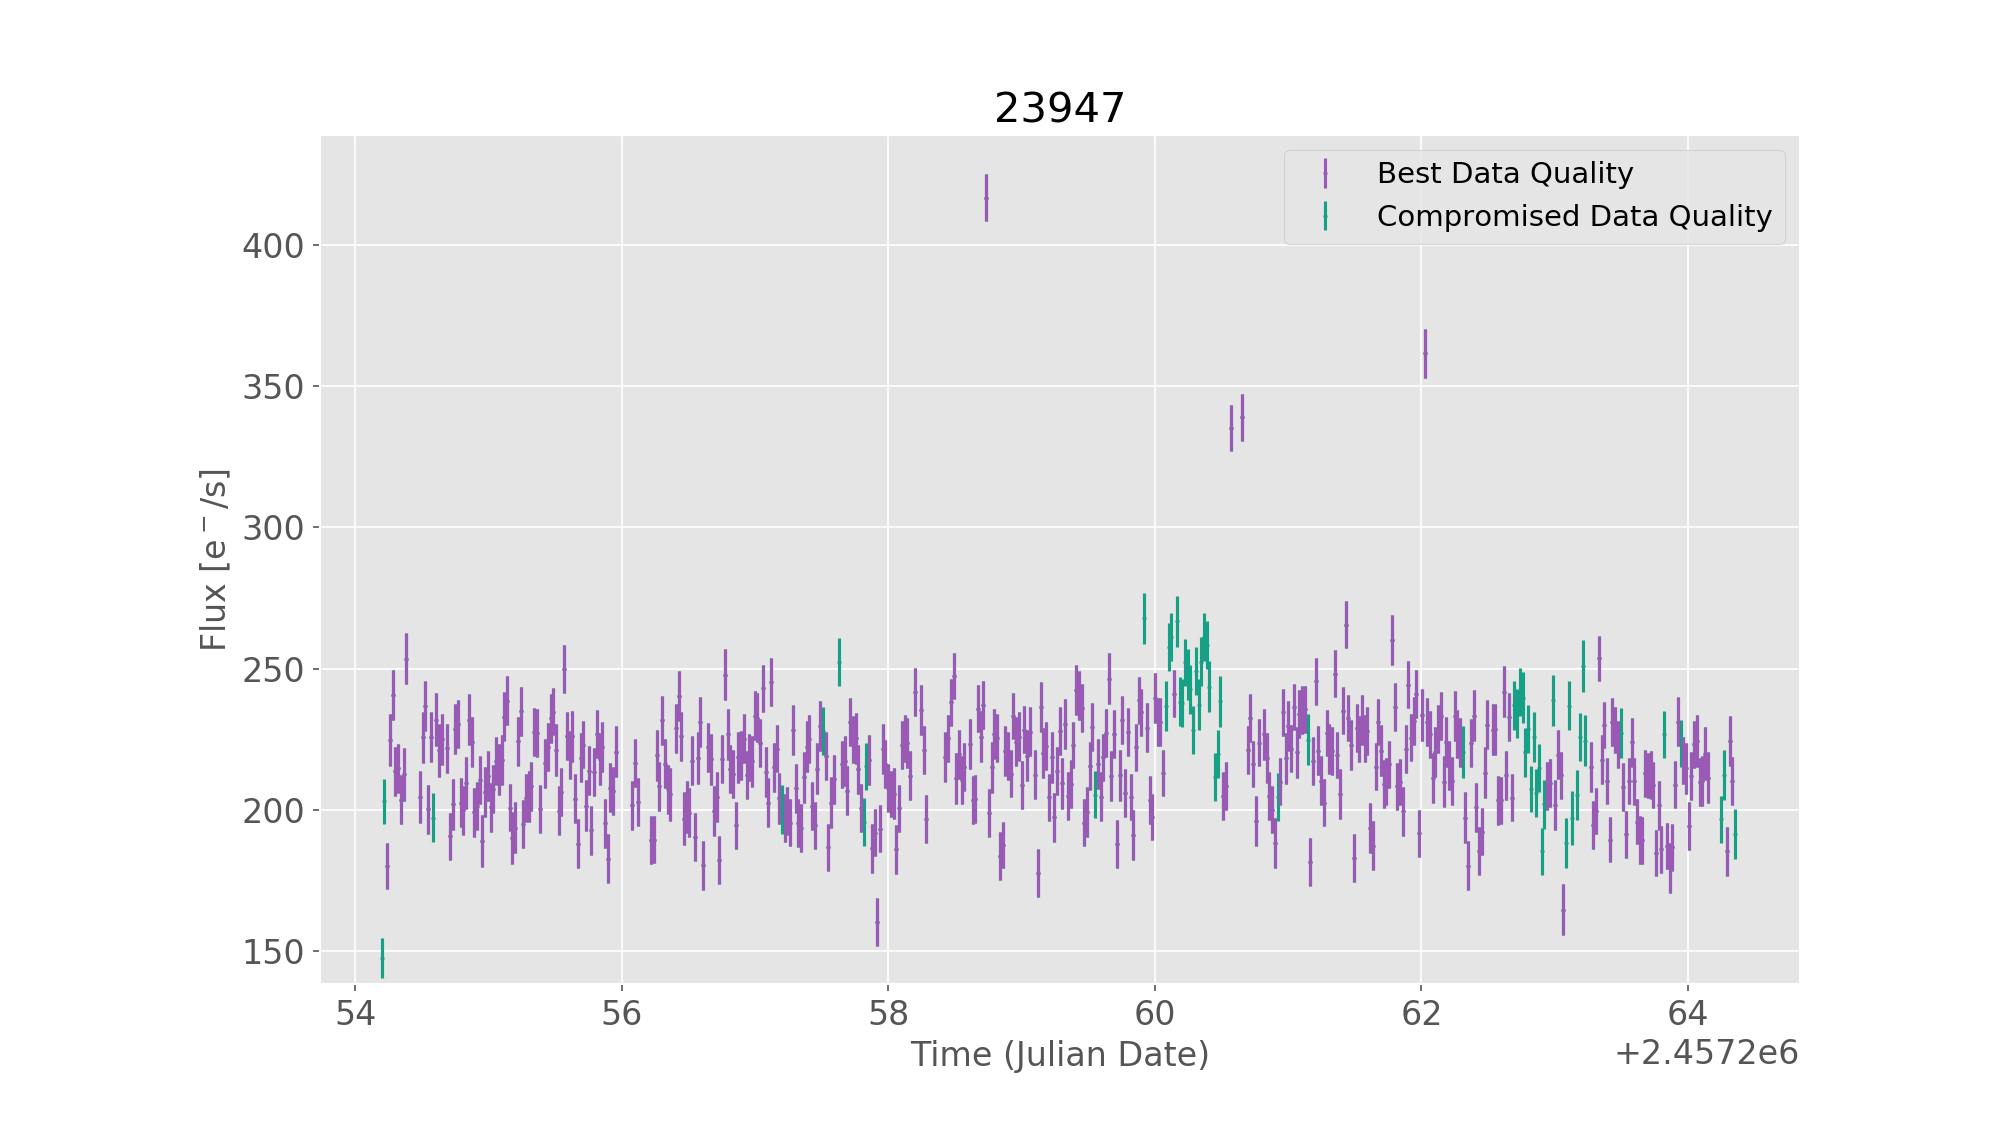 23947
Best Data Quality
Compromised Data Quality
400
350
300
250
200
150
Flux [e⁻/s]
54
56
58
60
62
64
Time (Julian Date)
+2.4572e6